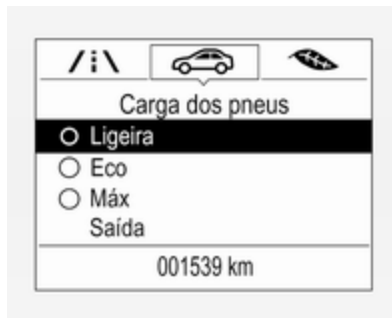 Carga dos pneus
Ligeira
Eco
Máx
Saída
001539 km